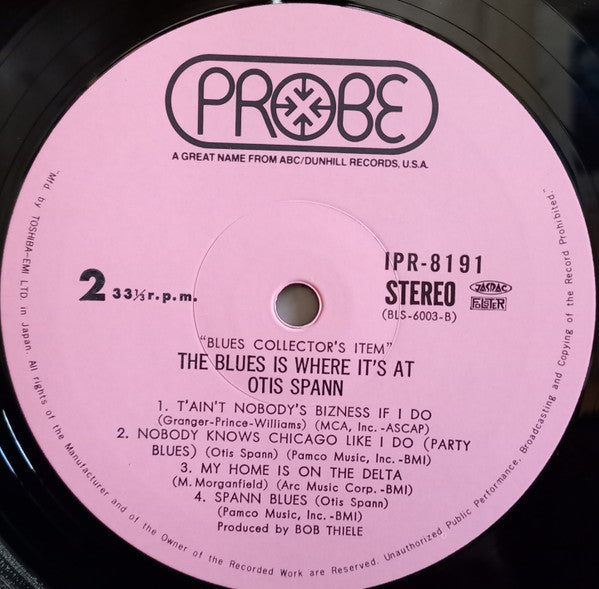 PROBE
A GREAT NAME FROM ABC/DUNHILL RECORDS, U.S.A.
IPR-8191
2 33⅓ r.p.m.
STEREO
JASRAC
(BLS-6003-B)
"BLUES COLLECTOR'S ITEM"
THE BLUES IS WHERE IT'S AT
OTIS SPANN
1. T'AIN'T NOBODY'S BIZNESS IF I DO
(Granger-Prince-Williams) (MCA, Inc.-ASCAP)
2. NOBODY KNOWS CHICAGO LIKE I DO (PARTY
BLUES) (Otis Spann) (Pamco Music, Inc.-BMI)
3. MY HOME IS ON THE DELTA
(M. Morganfield) (Arc Music Corp.-BMI)
4. SPANN BLUES (Otis Spann)
(Pamco Music, Inc.-BMI)
Produced by BOB THIELE
"Mfd. by TOSHIBA-EMI LTD. in Japan. All rights of the Manufacturer and of the Owner of the Recorded Work are Reserved. Unauthorized Public Performance, Broadcasting and Copying of the Record Prohibited."